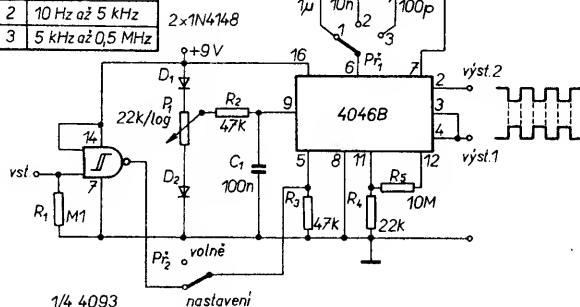 2 10 Hz až 5 kHz
3 5 kHz až 0,5 MHz
2x1N4148
+9V
1µ
10n
100p
1
2
3
Př1
16
6
7
D1
P1
22k/log
R2
47k
9
4046B
2
3
4
výst.2
výst.1
14
7
vst
R1
M1
D2
C1
100n
5
8
11
12
R3
47k
R4
22k
R5
10M
volně
Př2
nastavení
1/4 4093